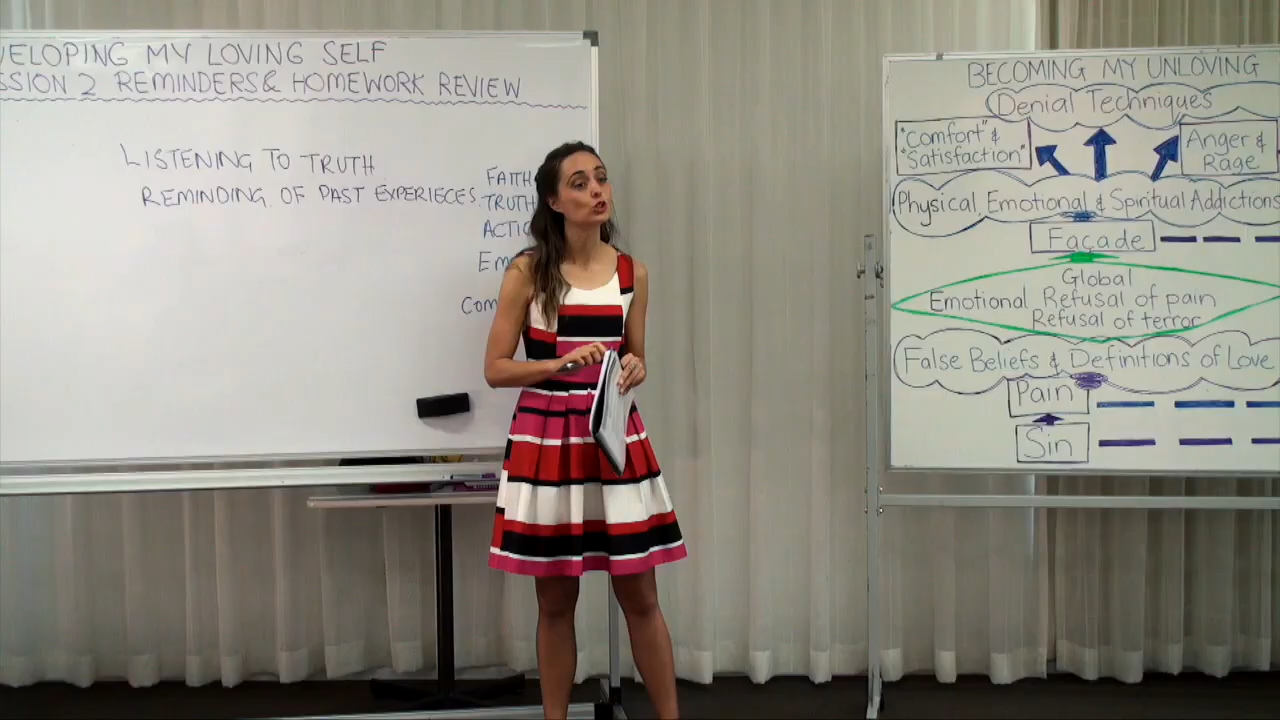 VELOPING MY LOVING SELF
SSION 2 REMINDERS & HOMEWORK REVIEW
LISTENING TO TRUTH
REMINDING OF PAST EXPERIECES.
FAITH
TRUTH
ACTIO
Em
Com
BECOMING MY UNLOVING
Denial Techniques
"Comfort" &
"Satisfaction"
Anger &
Rage
Physical, Emotional & Spiritual Addictions
Façade
Global
Emotional Refusal of pain
Refusal of terror
False Beliefs & Definitions of Love
Pain
Sin